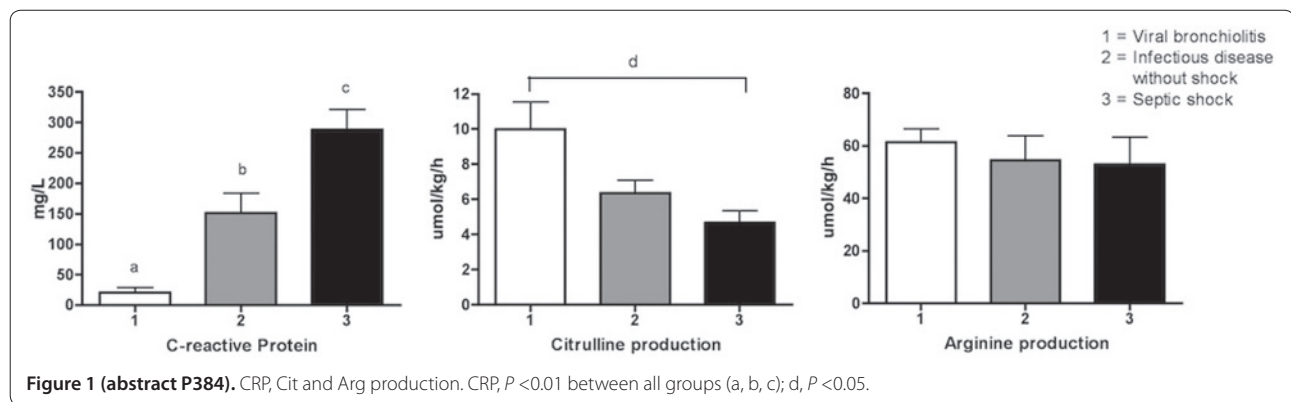 1 = Viral bronchiolitis
2 = Infectious disease
without shock
3 = Septic shock
a
b
c
350
300
250
200
150
100
50
0
mg/L
1
2
3
C-reactive Protein
d
12
10
8
6
4
2
0
umol/kg/h
1
2
3
Citrulline production
80
60
40
20
0
umol/kg/h
1
2
3
Arginine production
Figure 1 (abstract P384). CRP, Cit and Arg production. CRP, P <0.01 between all groups (a, b, c); d, P <0.05.